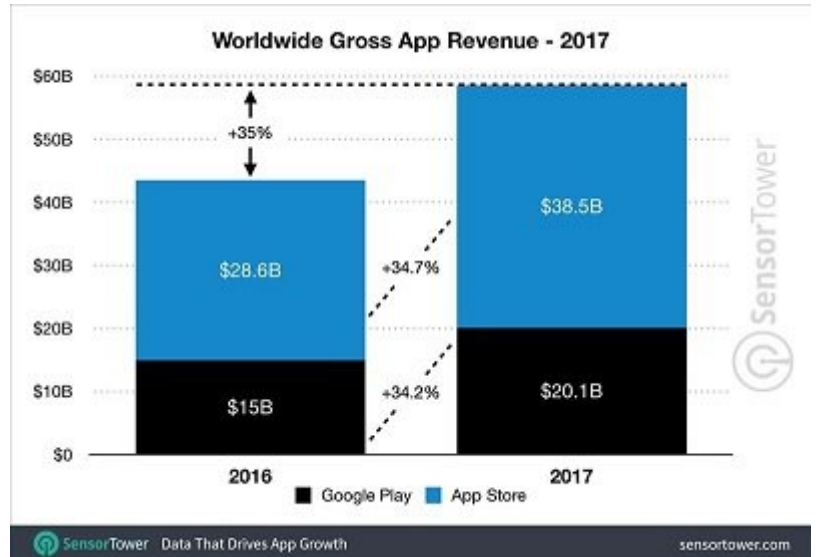 Worldwide Gross App Revenue - 2017
$60B
$50B
$40B
$30B
$20B
$10B
$0
+35%
$28.6B
$15B
+34.7%
+34.2%
$38.5B
$20.1B
2016
2017
Google Play
App Store
SensorTower
SensorTower Data That Drives App Growth
sensortower.com